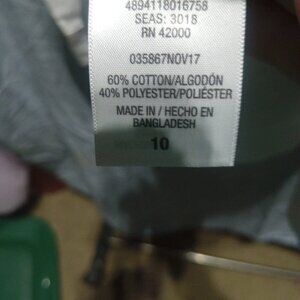 4894118016758
SEAS: 3018
RN 42000
035867NOV17
60% COTTON/ALGODÓN
40% POLYESTER/POLIÉSTER
MADE IN / HECHO EN
BANGLADESH
10